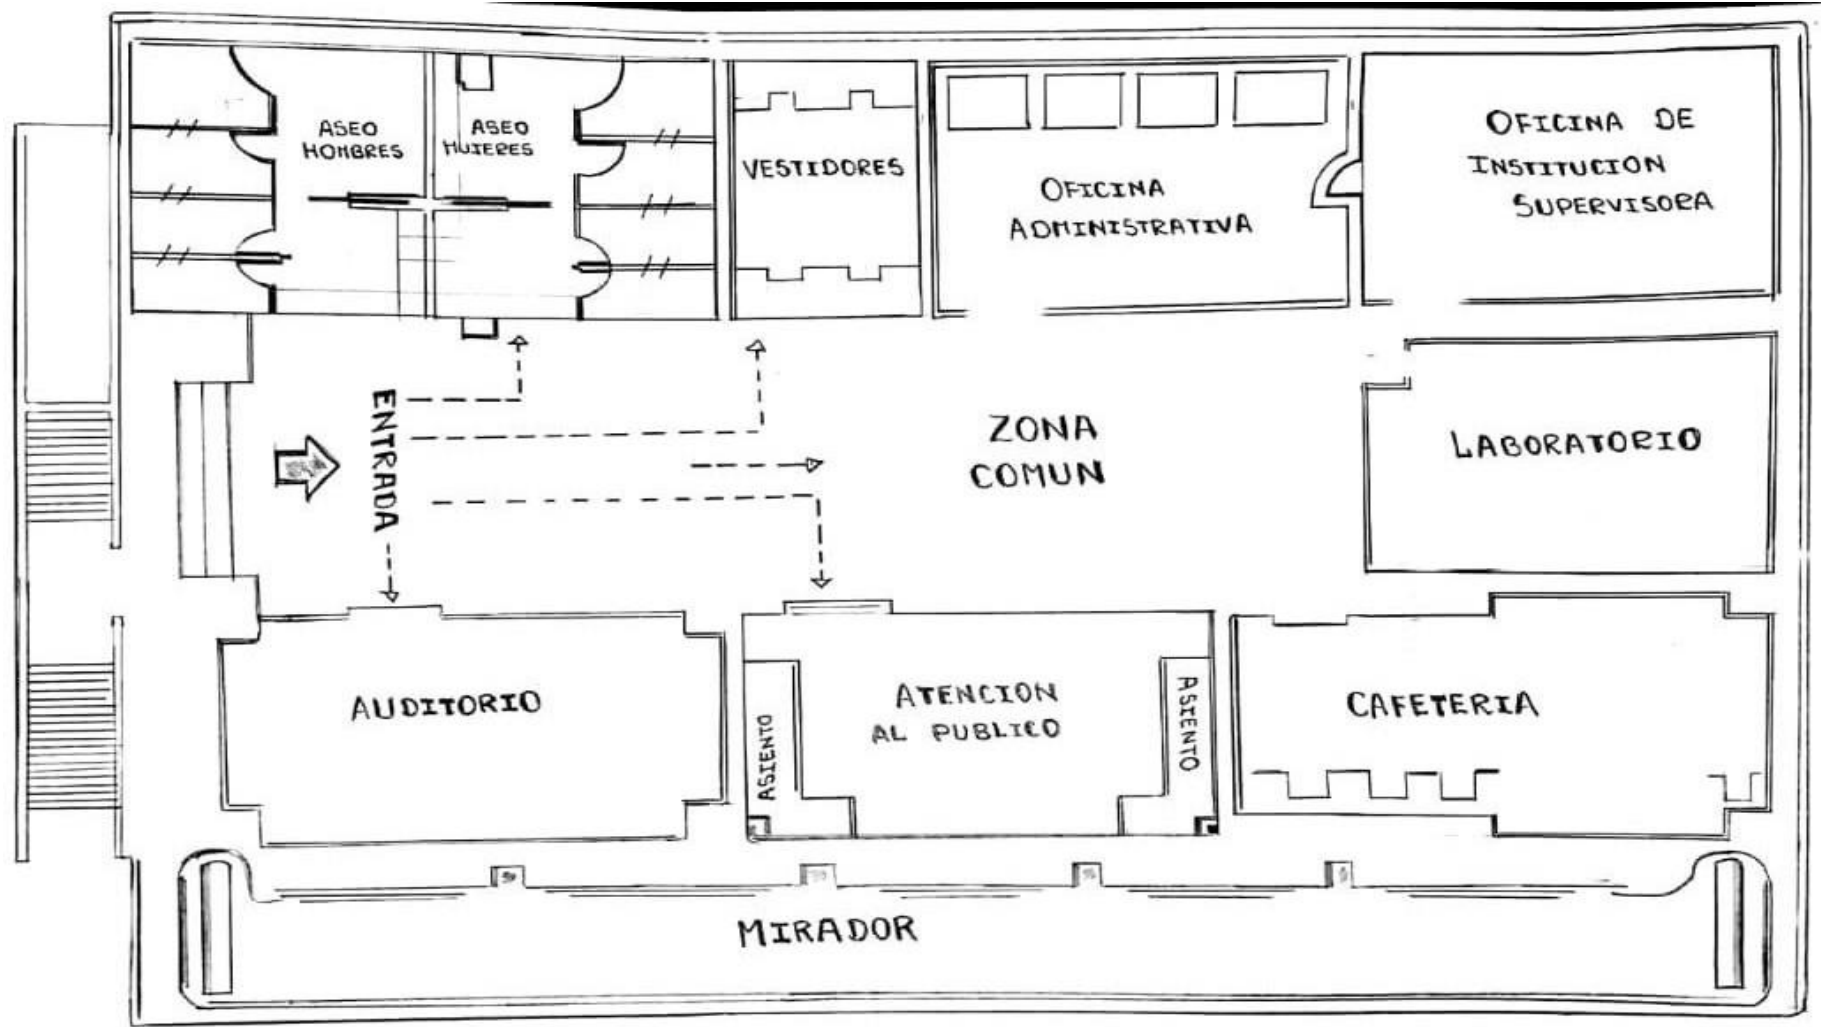 ASEO
HOMBRES
ASEO
MUJERES
VESTIDORES
OFICINA
ADMINISTRATIVA
OFICINA DE
INSTITUCION
SUPERVISORA
ENTRADA
ZONA
COMUN
LABORATORIO
AUDITORIO
ASIENTO
ATENCION
AL PUBLICO
ASIENTO
CAFETERIA
MIRADOR